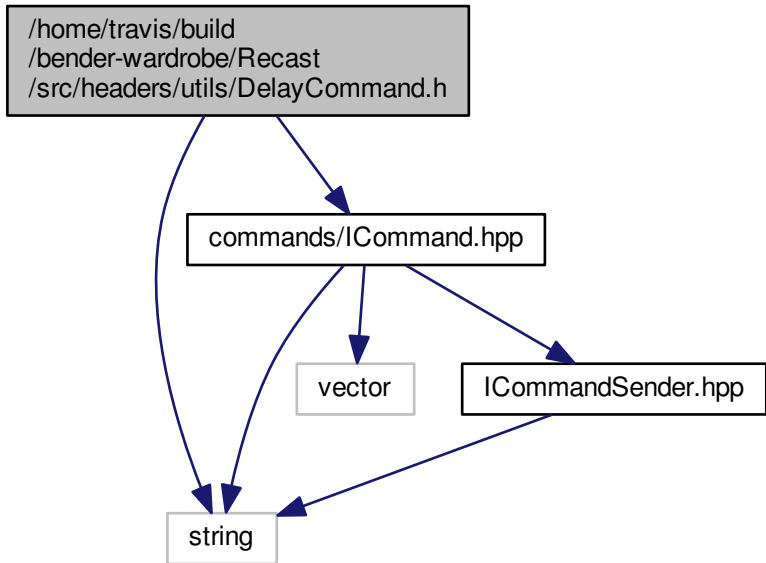 /home/travis/build
/bender-wardrobe/Recast
/src/headers/utils/DelayCommand.h
commands/ICommand.hpp
vector
ICommandSender.hpp
string